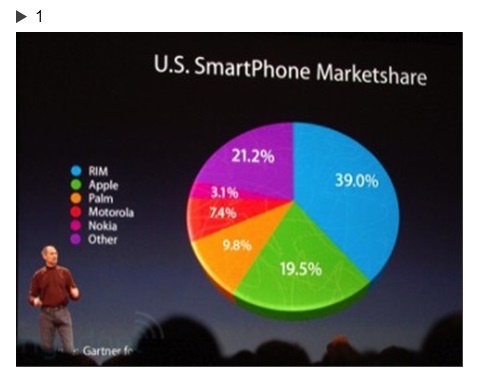 ▶ 1
U.S. SmartPhone Marketshare
21.2%
39.0%
RIM
Apple
Palm
Motorola
Nokia
Other
3.1%
7.4%
9.8%
19.5%
Gartner